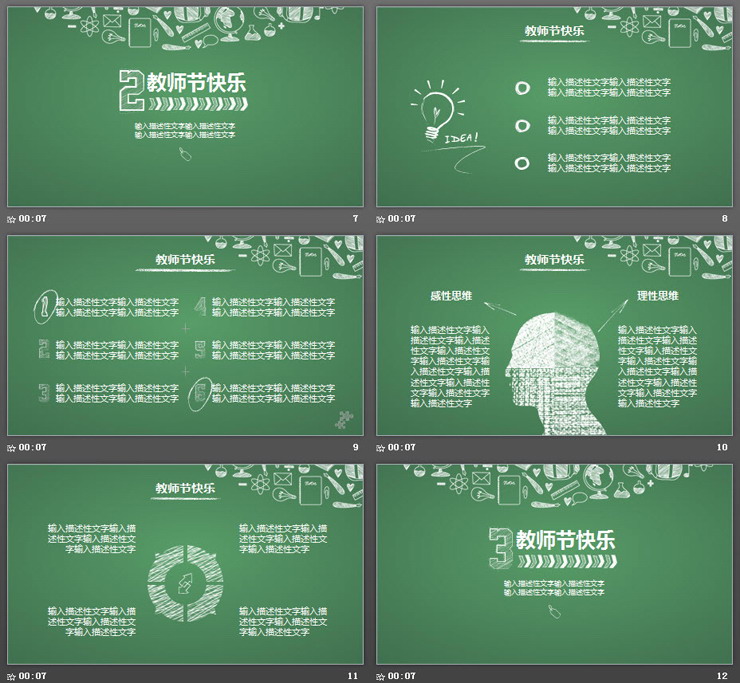 2 教师节快乐
输入描述性文字输入描述性文字
输入描述性文字输入描述性文字
00:07
7
教师节快乐
IDEA!
输入描述性文字输入描述性文字
输入描述性文字输入描述性文字
输入描述性文字输入描述性文字
输入描述性文字输入描述性文字
输入描述性文字输入描述性文字
输入描述性文字输入描述性文字
00:07
8
教师节快乐
1
输入描述性文字输入描述性文字
输入描述性文字输入描述性文字
2
输入描述性文字输入描述性文字
输入描述性文字输入描述性文字
3
输入描述性文字输入描述性文字
输入描述性文字输入描述性文字
4
输入描述性文字输入描述性文字
输入描述性文字输入描述性文字
5
输入描述性文字输入描述性文字
输入描述性文字输入描述性文字
输入描述性文字输入描述性文字
输入描述性文字输入描述性文字
00:07
9
教师节快乐
感性思维
输入描述性文字输入
描述性文字输入描述
性文字输入描述性文
字输入描述性文字输
入描述性文字输入描
述性文字输入描述性
文字输入描述性文字
输入描述性文字
理性思维
输入描述性文字输入
描述性文字输入描述
性文字输入描述性文
字输入描述性文字输
入描述性文字输入描
述性文字输入描述性
文字输入描述性文字
输入描述性文字
00:07
10
教师节快乐
输入描述性文字输入描
述性文字输入描述性文
字输入描述性文字
输入描述性文字输入描
述性文字输入描述性文
字输入描述性文字
输入描述性文字输入描
述性文字输入描述性文
字输入描述性文字
输入描述性文字输入描
述性文字输入描述性文
字输入描述性文字
00:07
11
3 教师节快乐
输入描述性文字输入描述性文字
输入描述性文字输入描述性文字
00:07
12